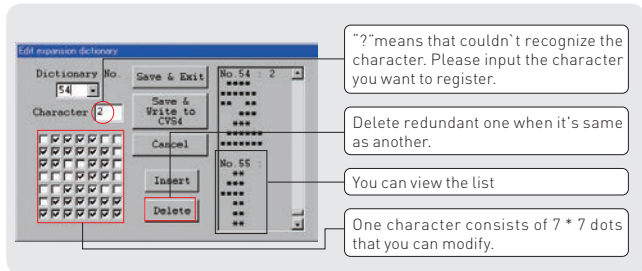 Edit expansion dictionary
Dictionary No.
54
Character 2
Save & Exit
Save &
Write to
CVS4
Cancel
Insert
Delete
No.54 : 2
No.55 :
"?"means that couldn`t recognize the
character. Please input the character
you want to register.
Delete redundant one when it's same
as another.
You can view the list
One character consists of 7 * 7 dots
that you can modify.